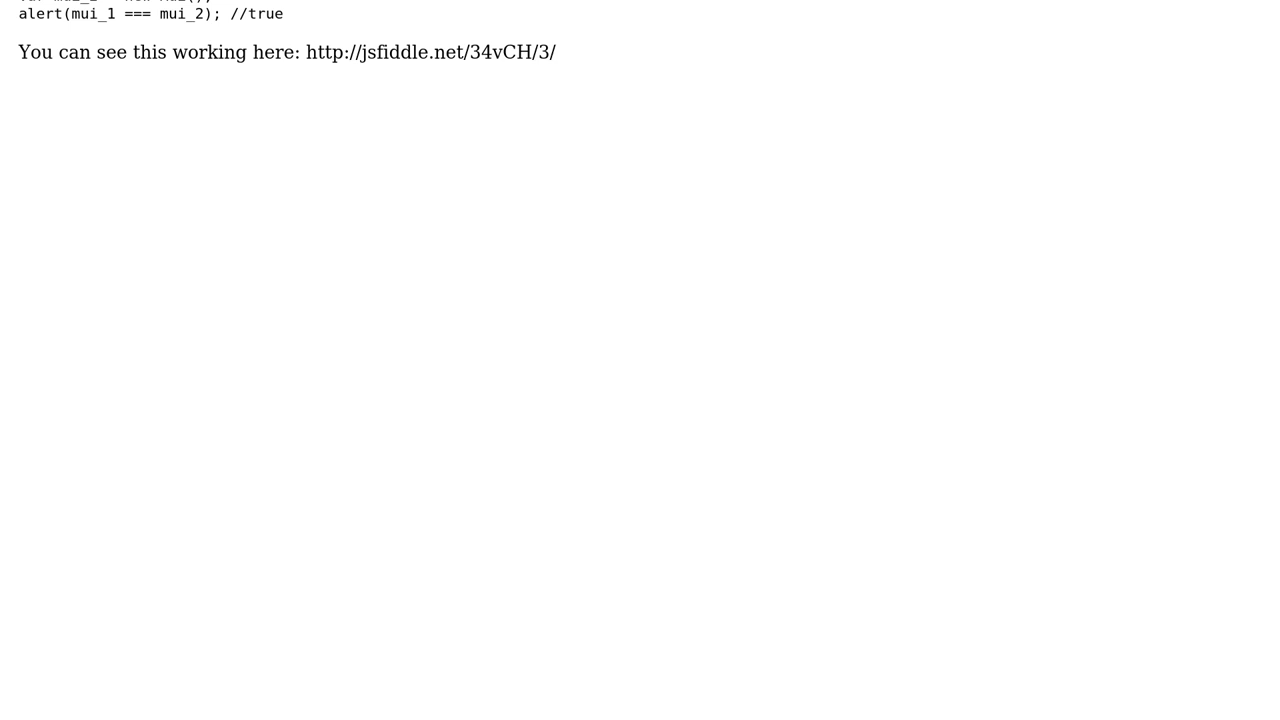 alert(mui_1 === mui_2); //true
You can see this working here: http://jsfiddle.net/34vCH/3/